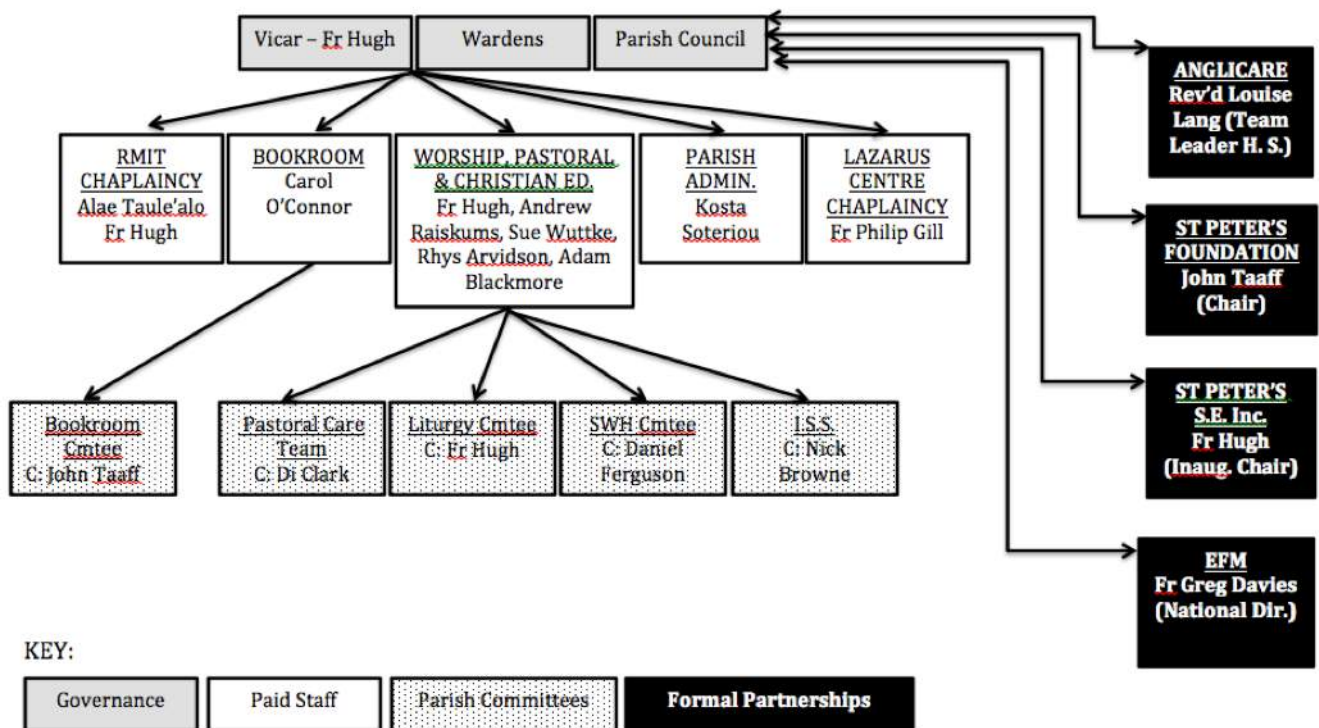 Vicar – Fr Hugh
Wardens
Parish Council
ANGLICARE
Rev'd Louise
Lang (Team
Leader H. S.)
RMIT
CHAPLAINCY
Alae Taule'alo
Fr Hugh
BOOKROOM
Carol
O'Connor
WORSHIP, PASTORAL
& CHRISTIAN ED.
Fr Hugh, Andrew
Raiskums, Sue Wuttke,
Rhys Arvidson, Adam
Blackmore
PARISH
ADMIN.
Kosta
Soteriou
LAZARUS
CENTRE
CHAPLAINCY
Fr Philip Gill
ST PETER'S
FOUNDATION
John Taaff
(Chair)
Bookroom
Cmtee
C: John Taaff
Pastoral Care
Team
C: Di Clark
Liturgy Cmtee
C: Fr Hugh
SWH Cmtee
C: Daniel
Ferguson
I.S.S.
C: Nick
Browne
ST PETER'S
S.E. Inc.
Fr Hugh
(Inaug. Chair)
EFM
Fr Greg Davies
(National Dir.)
KEY:
Governance
Paid Staff
Parish Committees
Formal Partnerships